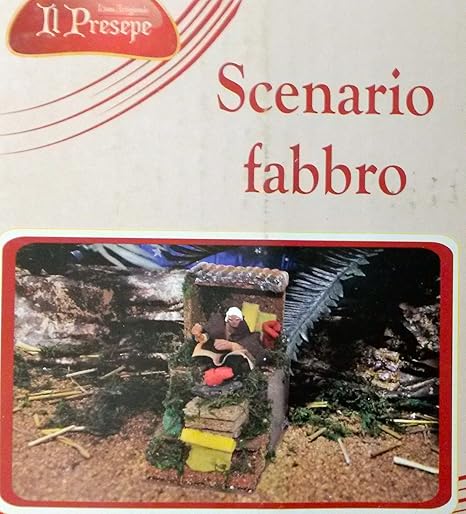 Il Presepe
Scenario
fabbro